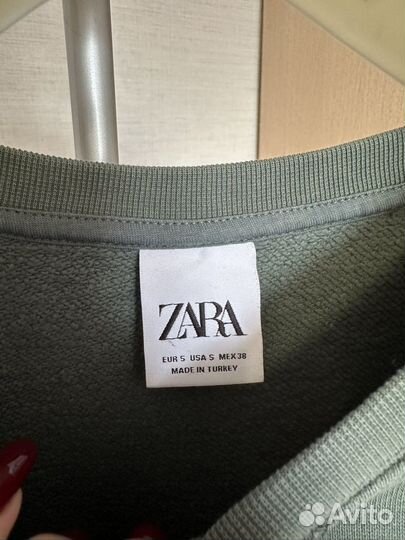 ZARA
EUR S USA S MEX 38
MADE IN TURKEY
Avito